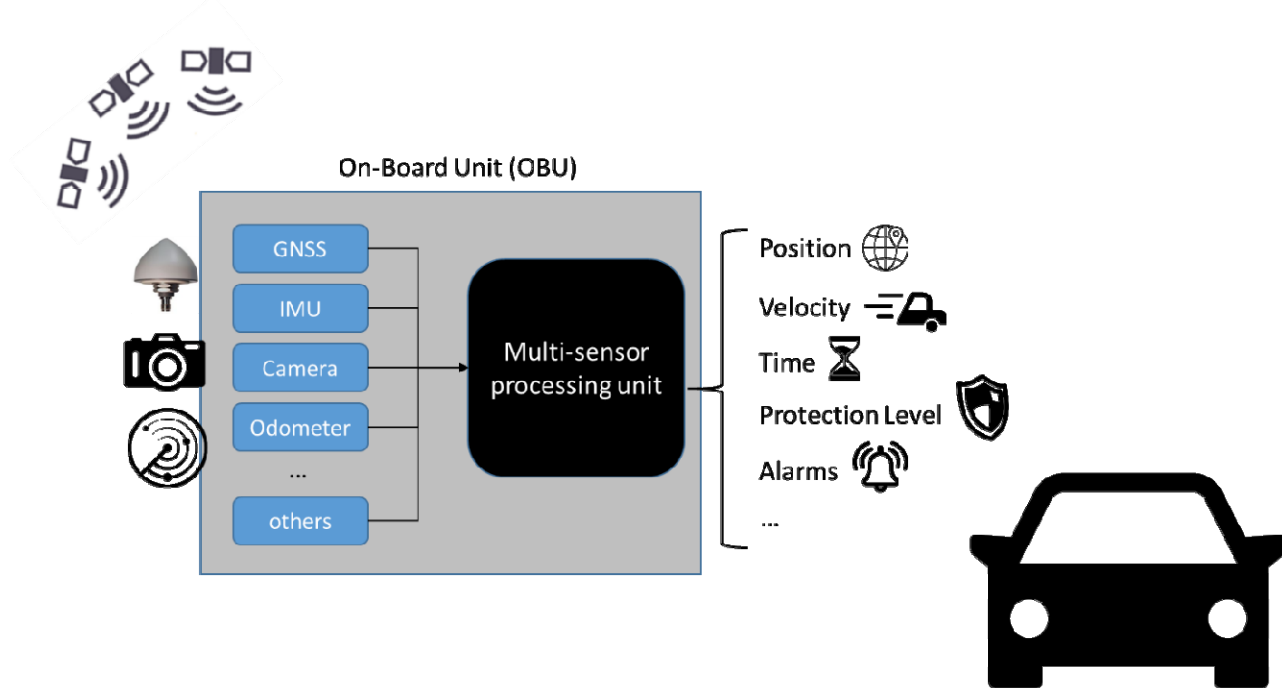 On-Board Unit (OBU)
GNSS
IMU
Camera
Odometer
...
others
Multi-sensor
processing unit
Position
Velocity
Time
Protection Level
Alarms
...